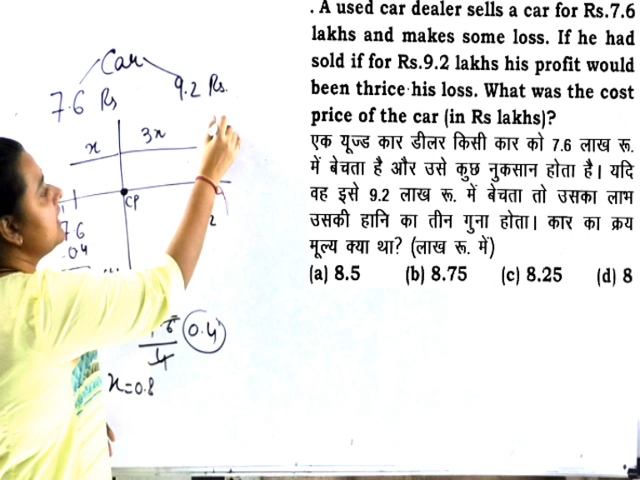 . A used car dealer sells a car for Rs.7.6
lakhs and makes some loss. If he had
sold if for Rs.9.2 lakhs his profit would
been thrice his loss. What was the cost
price of the car (in Rs lakhs)?
एक यूज्ड कार डीलर किसी कार को 7.6 लाख रू.
में बेचता है और उसे कुछ नुकसान होता है। यदि
वह इसे 9.2 लाख रू. में बेचता तो उसका लाभ
उसकी हानि का तीन गुना होता। कार का क्रय
मूल्य क्या था? (लाख रू. में)
(a) 8.5 (b) 8.75 (c) 8.25 (d) 8
Car
7.6 Rs 9.2 Rs.
x 3x
CP
7.6 2
.04
0.4
4
x=0.8